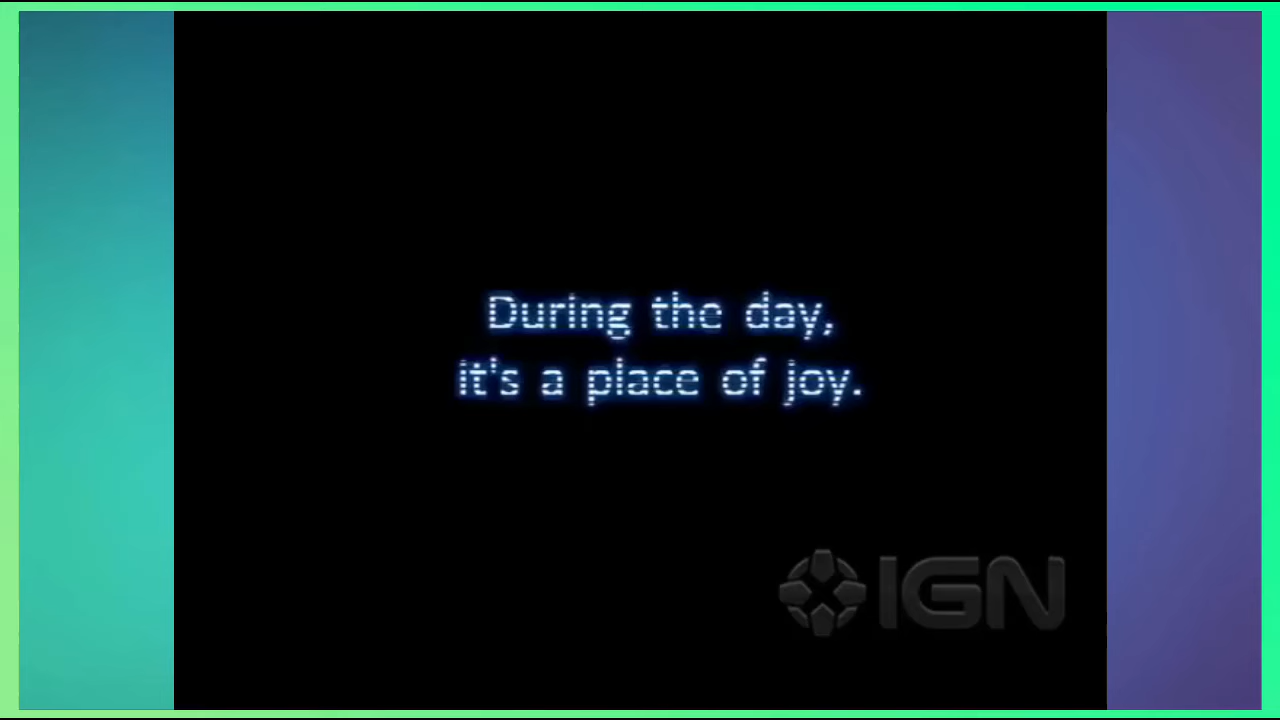 During the day,
it's a place of joy.
IGN